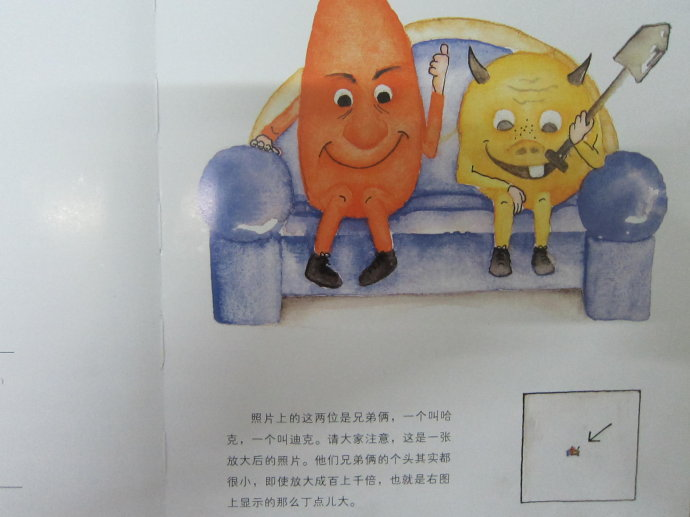 照片上的这两位是兄弟俩，一个叫哈
克，一个叫迪克。请大家注意，这是一张
放大后的照片。他们兄弟俩的个头其实都
很小，即使放大成百上千倍，也就是右图
上显示的那么丁点儿大。